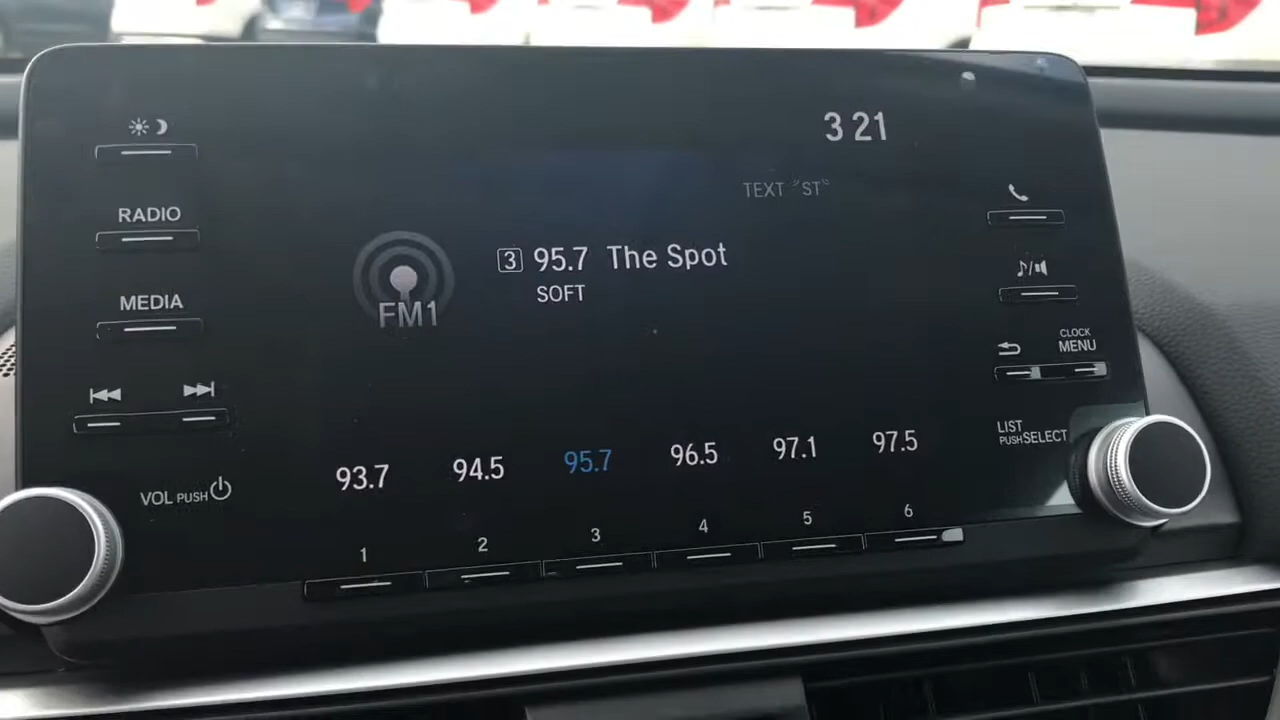 3 21
TEXT "ST"
RADIO
MEDIA
3 95.7 The Spot
SOFT
FM1
CLOCK
MENU
LIST
PUSH SELECT
VOL PUSH
93.7 94.5 95.7 96.5 97.1 97.5
1 2 3 4 5 6